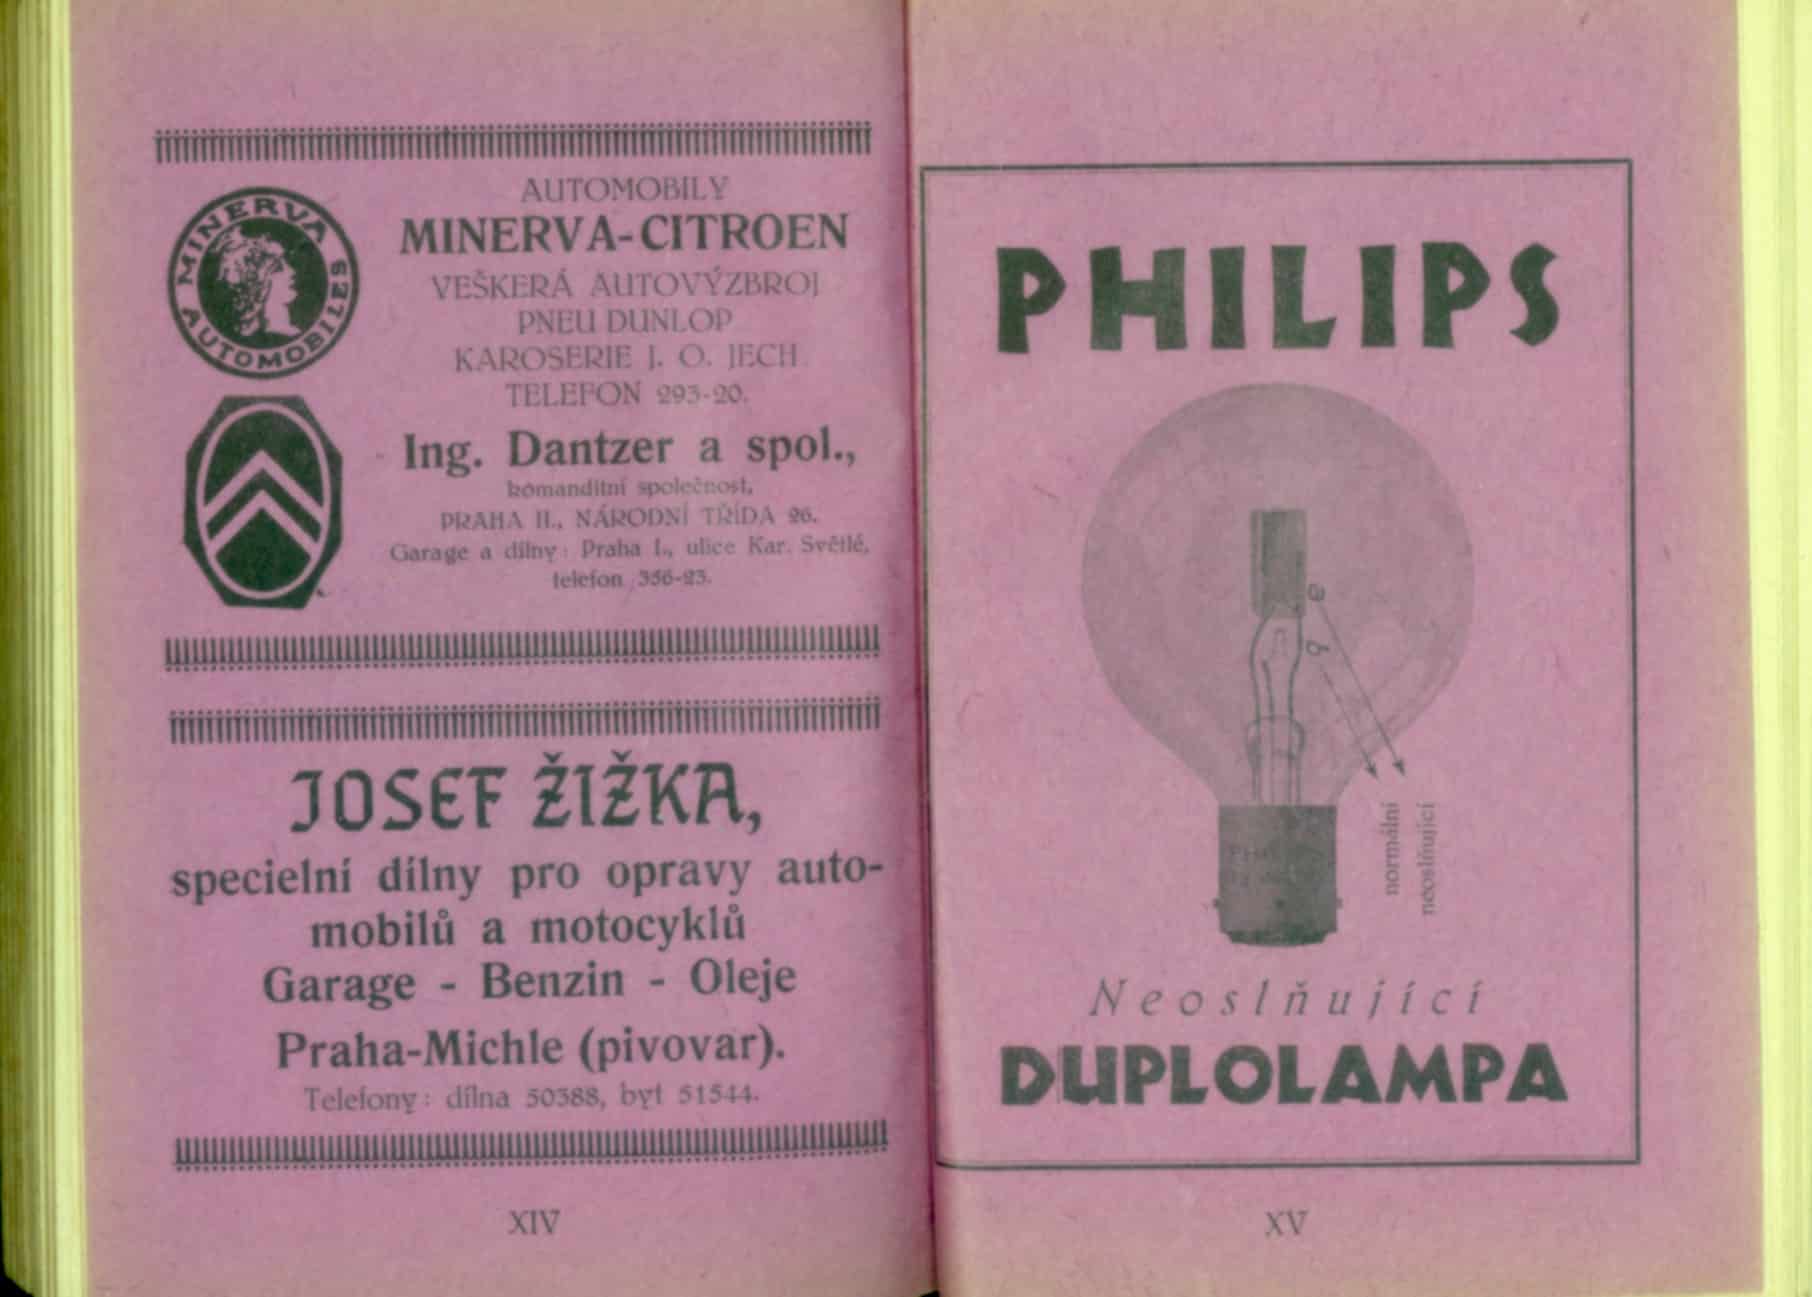 MINERVA AUTOMOBILES
AUTOMOBILY
MINERVA-CITROEN
VEŠKERÁ AUTOVÝZBROJ
PNEU DUNLOP
KAROSERIE J. O. JECH.
TELEFON 293-20.
Ing. Dantzer a spol.,
komanditní společnost,
PRAHA II., NÁRODNÍ TŘÍDA 26.
Garage a dílny: Praha I., ulice Kar. Světlé,
telefon 356-23.
JOSEF ŽIŽKA,
specielní dílny pro opravy auto-
mobilů a motocyklů
Garage - Benzin - Oleje
Praha-Michle (pivovar).
Telefony: dílna 50388, byt 51544.
XIV
PHILIPS
a
b
normální
neoslňující
Neoslňující
DUPLOLAMPA
XV